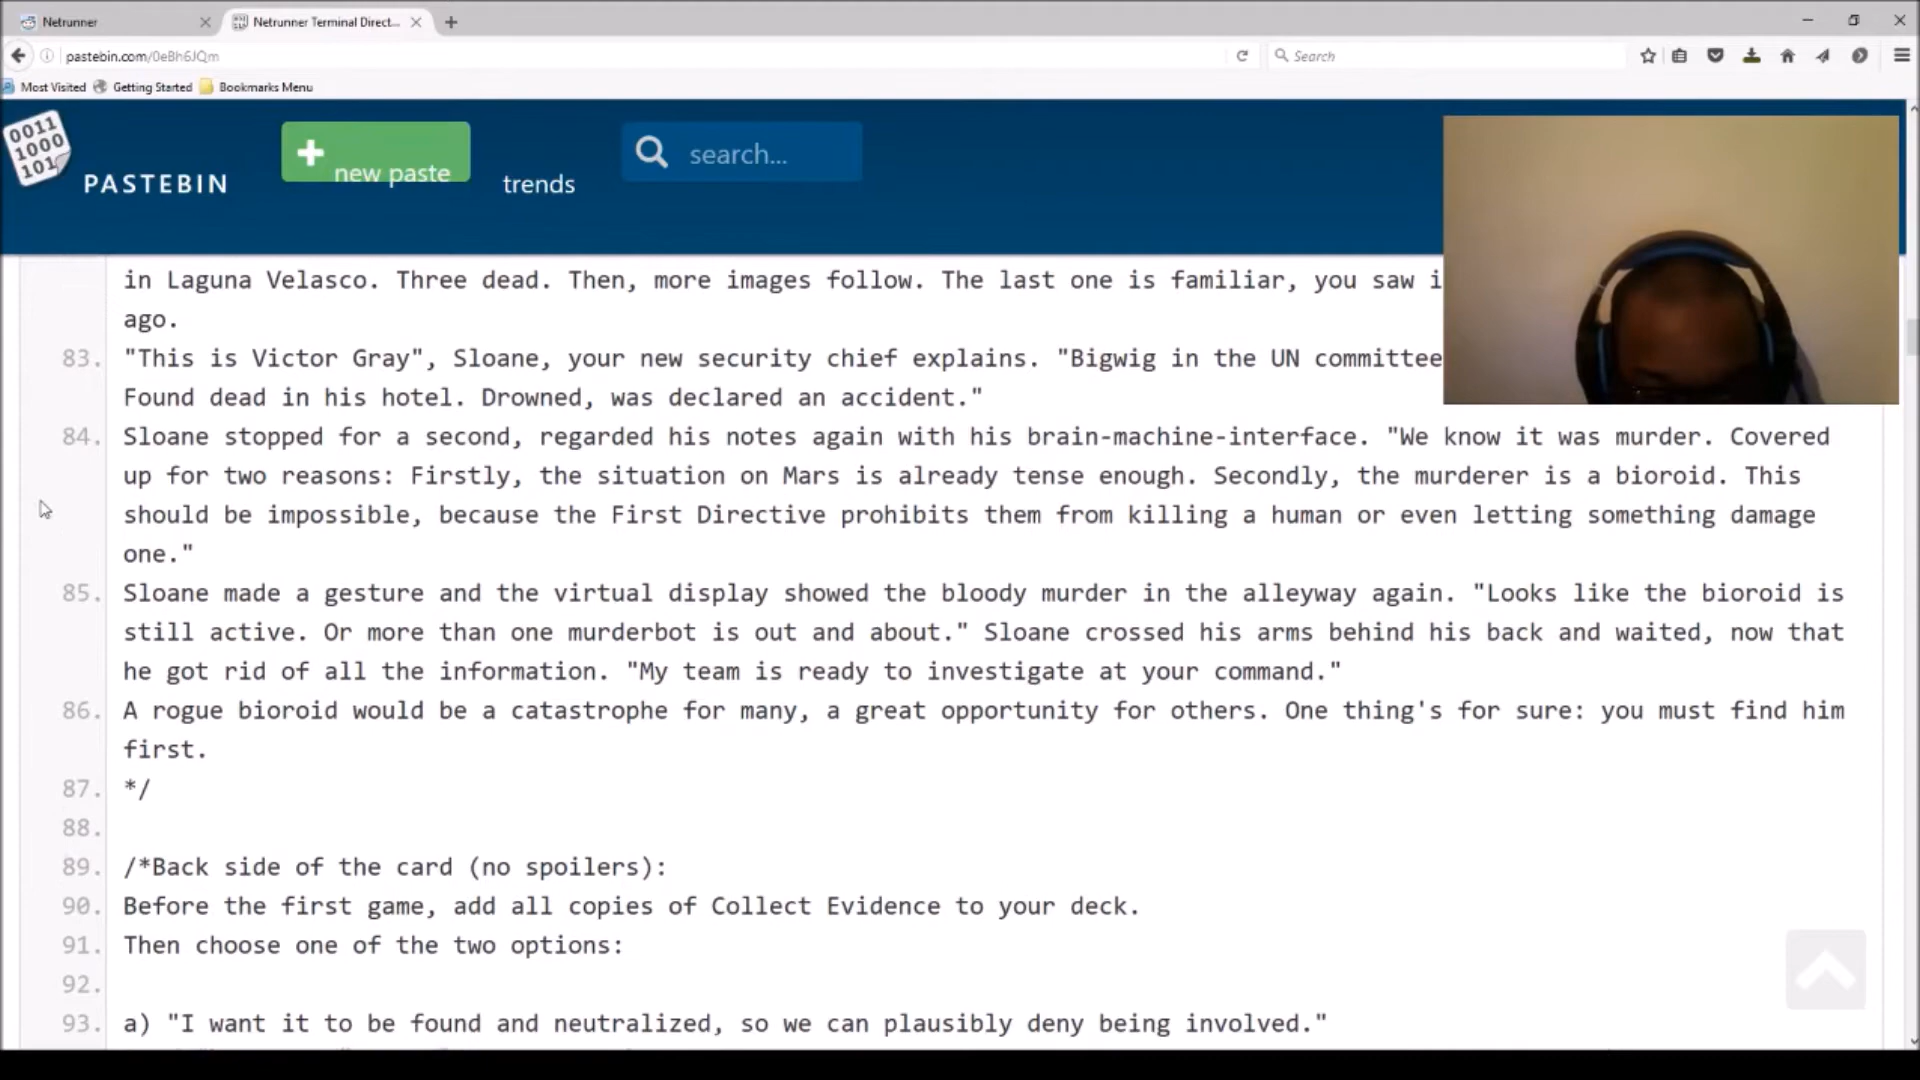 Netrunner
Netrunner Terminal Direct...
pastebin.com/0eBh6JQm
Search
Most Visited
Getting Started
Bookmarks Menu
0011
1000
101
PASTEBIN
new paste
trends
search...
in Laguna Velasco. Three dead. Then, more images follow. The last one is familiar, you saw i
ago.
83. "This is Victor Gray", Sloane, your new security chief explains. "Bigwig in the UN committee
Found dead in his hotel. Drowned, was declared an accident."
84. Sloane stopped for a second, regarded his notes again with his brain-machine-interface. "We know it was murder. Covered
up for two reasons: Firstly, the situation on Mars is already tense enough. Secondly, the murderer is a bioroid. This
should be impossible, because the First Directive prohibits them from killing a human or even letting something damage
one."
85. Sloane made a gesture and the virtual display showed the bloody murder in the alleyway again. "Looks like the bioroid is
still active. Or more than one murderbot is out and about." Sloane crossed his arms behind his back and waited, now that
he got rid of all the information. "My team is ready to investigate at your command."
86. A rogue bioroid would be a catastrophe for many, a great opportunity for others. One thing's for sure: you must find him
first.
87. */
88.
89. /*Back side of the card (no spoilers):
90. Before the first game, add all copies of Collect Evidence to your deck.
91. Then choose one of the two options:
92.
93. a) "I want it to be found and neutralized, so we can plausibly deny being involved."